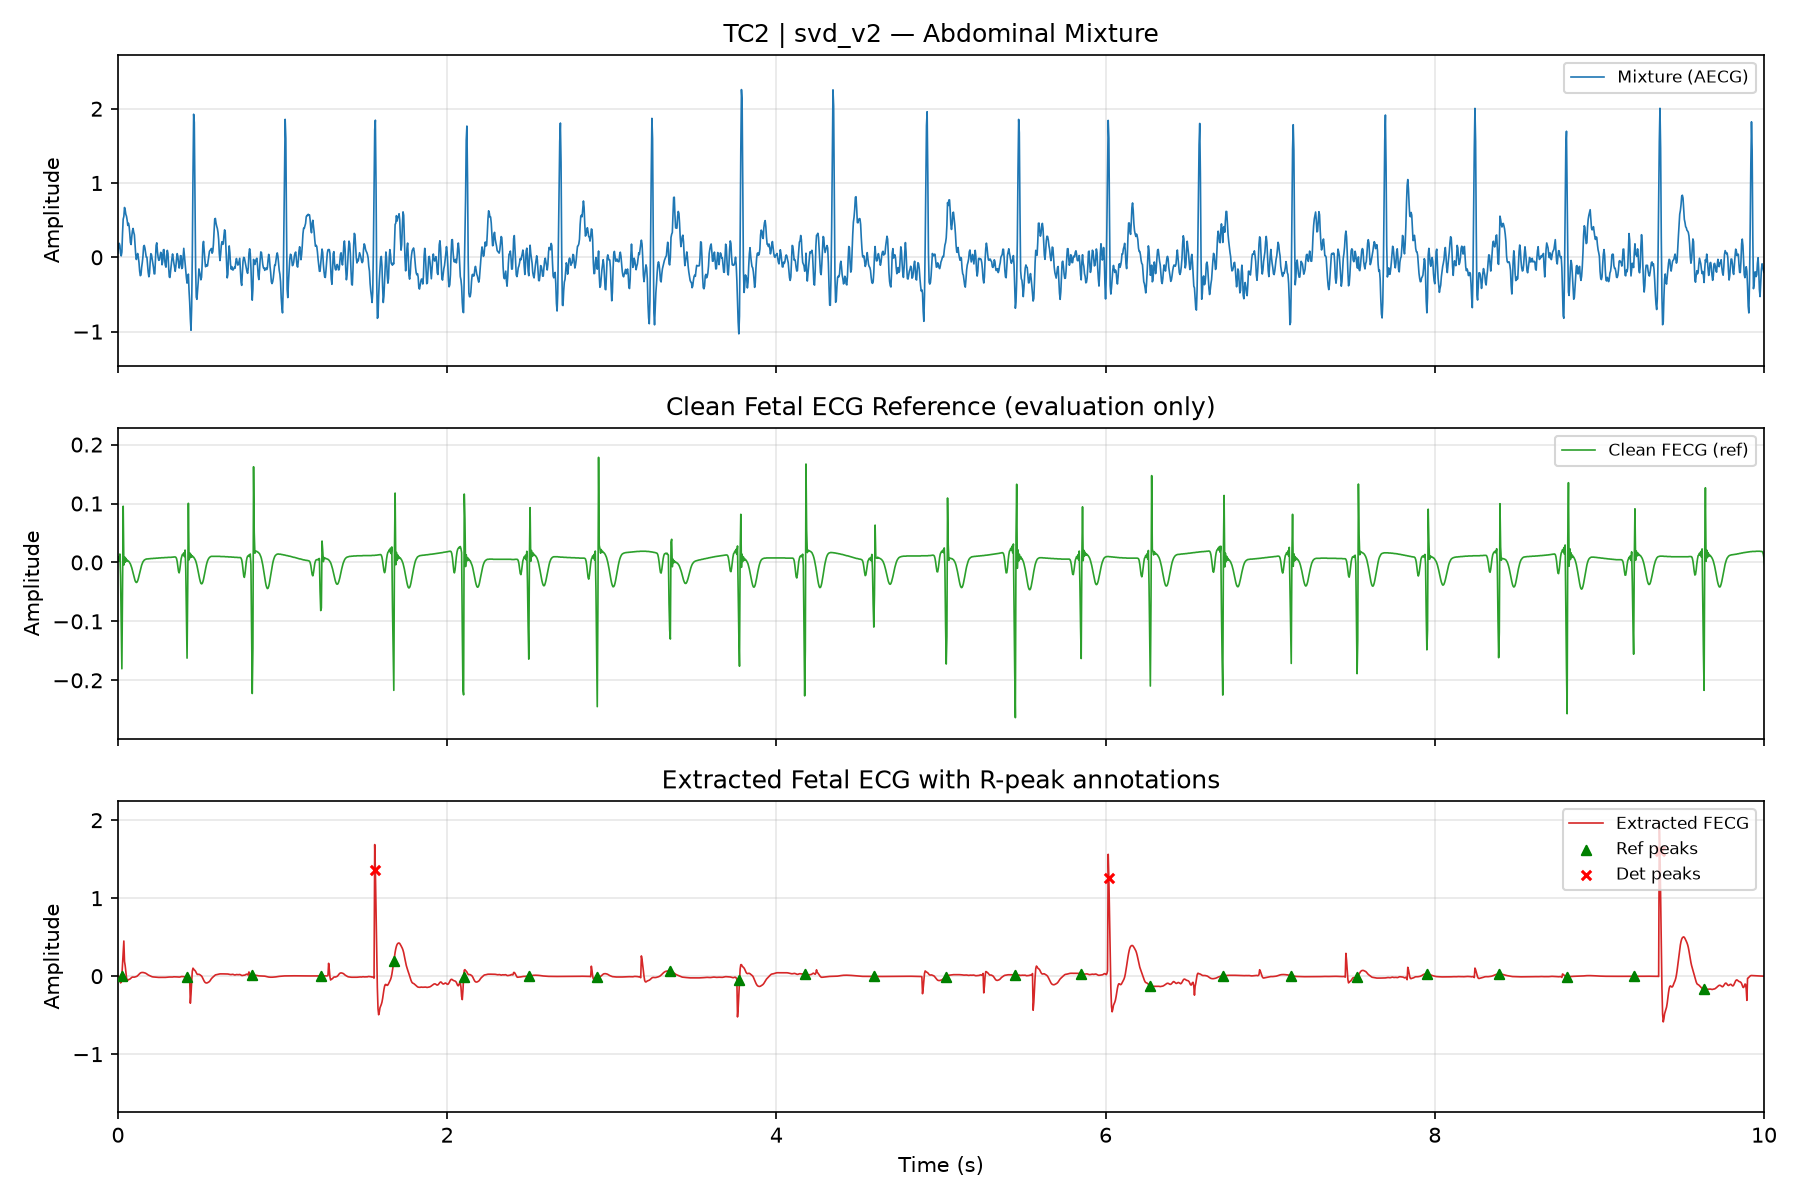 TC2 | svd_v2 — Abdominal Mixture
Mixture (AECG)
Amplitude
2
1
0
−1
Clean Fetal ECG Reference (evaluation only)
Clean FECG (ref)
Amplitude
0.2
0.1
0.0
−0.1
−0.2
Extracted Fetal ECG with R-peak annotations
Extracted FECG
Ref peaks
Det peaks
Amplitude
2
1
0
−1
0 2 4 6 8 10
Time (s)